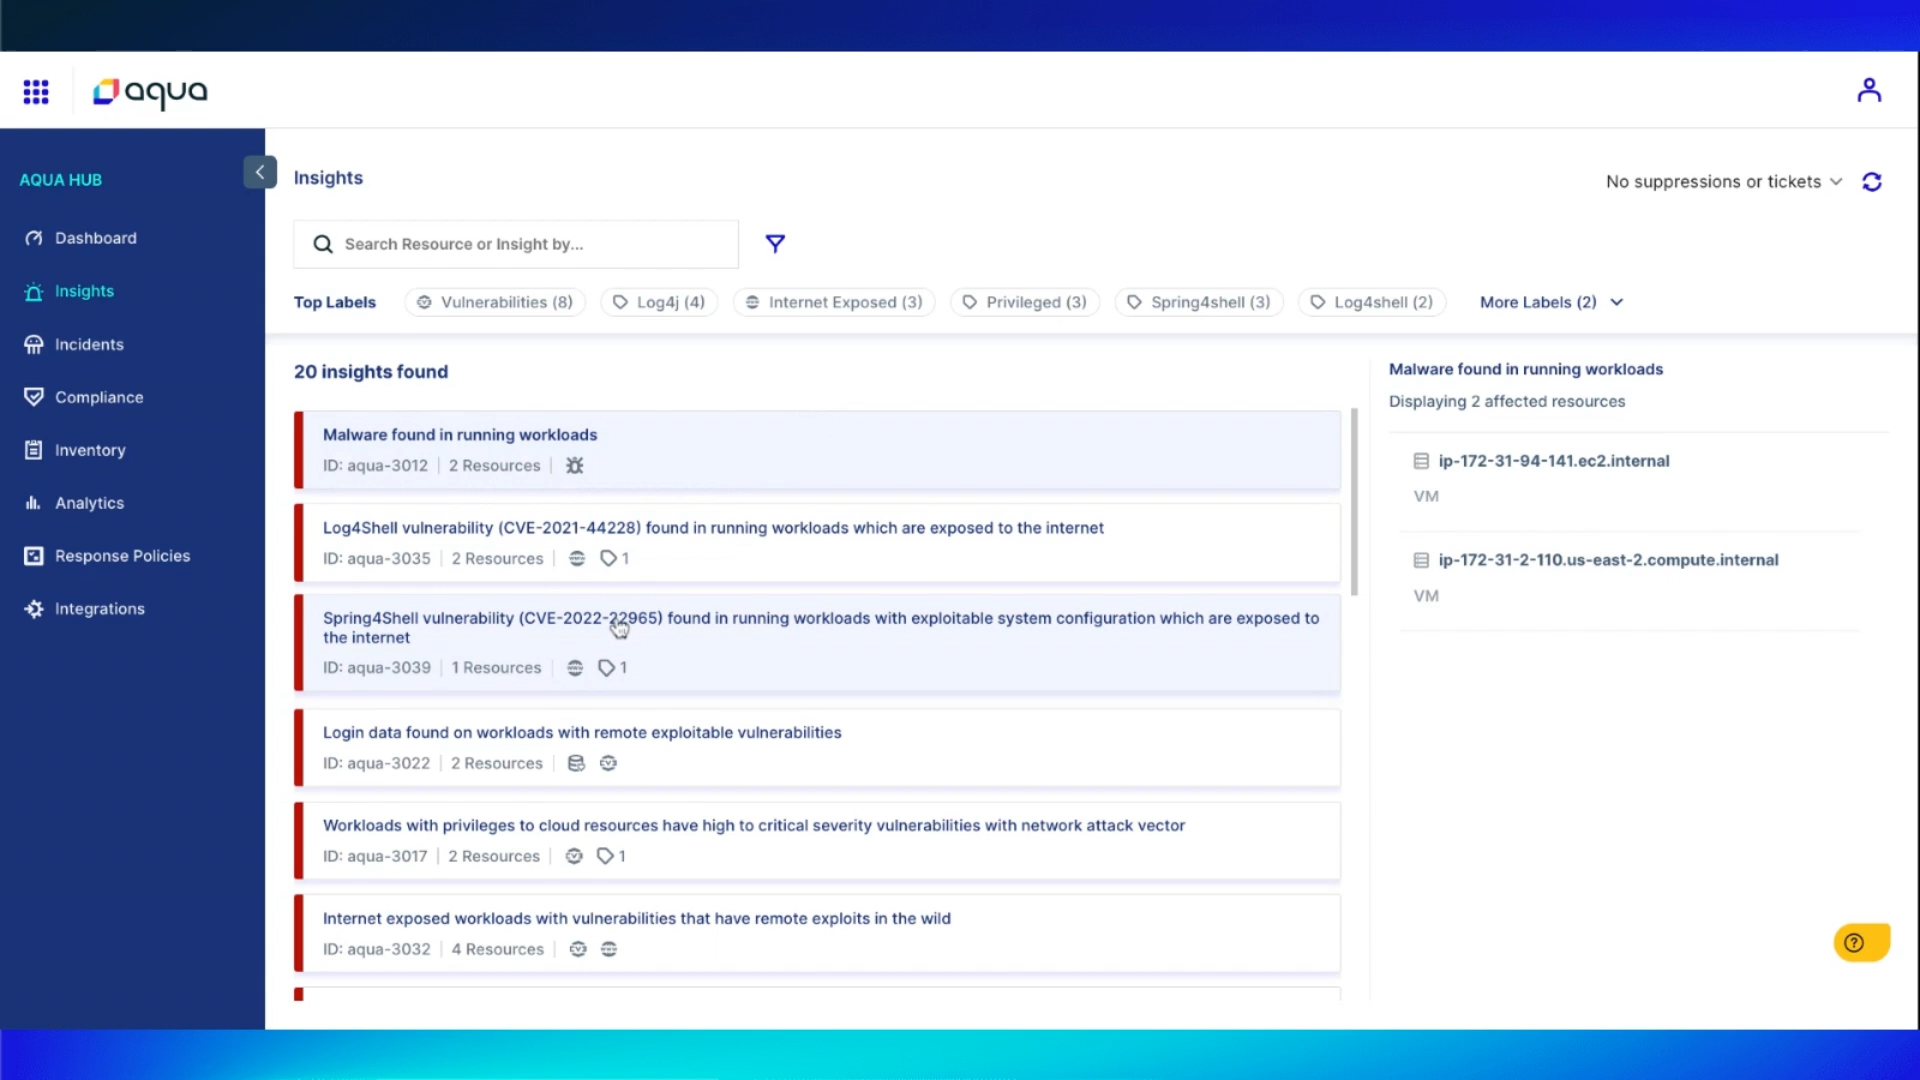 aqua
AQUA HUB
Dashboard
Insights
Incidents
Compliance
Inventory
Analytics
Response Policies
Integrations
Insights
No suppressions or tickets
Search Resource or Insight by...
Top Labels
Vulnerabilities (8)
Log4j (4)
Internet Exposed (3)
Privileged (3)
Spring4shell (3)
Log4shell (2)
More Labels (2)
20 insights found
Malware found in running workloads
ID: aqua-3012 | 2 Resources |
Log4Shell vulnerability (CVE-2021-44228) found in running workloads which are exposed to the internet
ID: aqua-3035 | 2 Resources | 1
Spring4Shell vulnerability (CVE-2022-22965) found in running workloads with exploitable system configuration which are exposed to
the internet
ID: aqua-3039 | 1 Resources | 1
Login data found on workloads with remote exploitable vulnerabilities
ID: aqua-3022 | 2 Resources |
Workloads with privileges to cloud resources have high to critical severity vulnerabilities with network attack vector
ID: aqua-3017 | 2 Resources | 1
Internet exposed workloads with vulnerabilities that have remote exploits in the wild
ID: aqua-3032 | 4 Resources |
Malware found in running workloads
Displaying 2 affected resources
ip-172-31-94-141.ec2.internal
VM
ip-172-31-2-110.us-east-2.compute.internal
VM